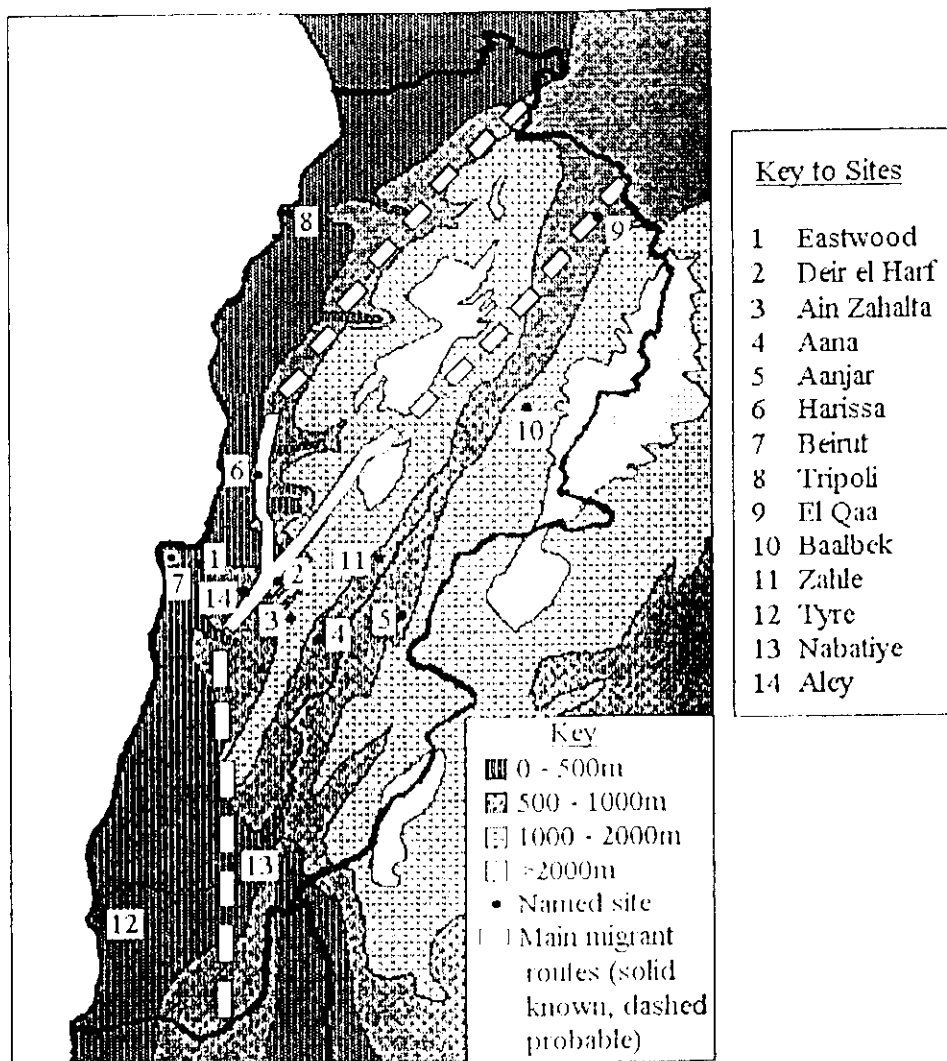 8
9
10
6
11
1
7
14
2
3
4
5
13
12
Key to Sites
1 Eastwood
2 Deir el Harf
3 Ain Zahalta
4 Aana
5 Aanjar
6 Harissa
7 Beirut
8 Tripoli
9 El Qaa
10 Baalbek
11 Zahle
12 Tyre
13 Nabatiye
14 Aley
Key
0 - 500m
500 - 1000m
1000 - 2000m
>2000m
Named site
Main migrant
routes (solid
known, dashed
probable)